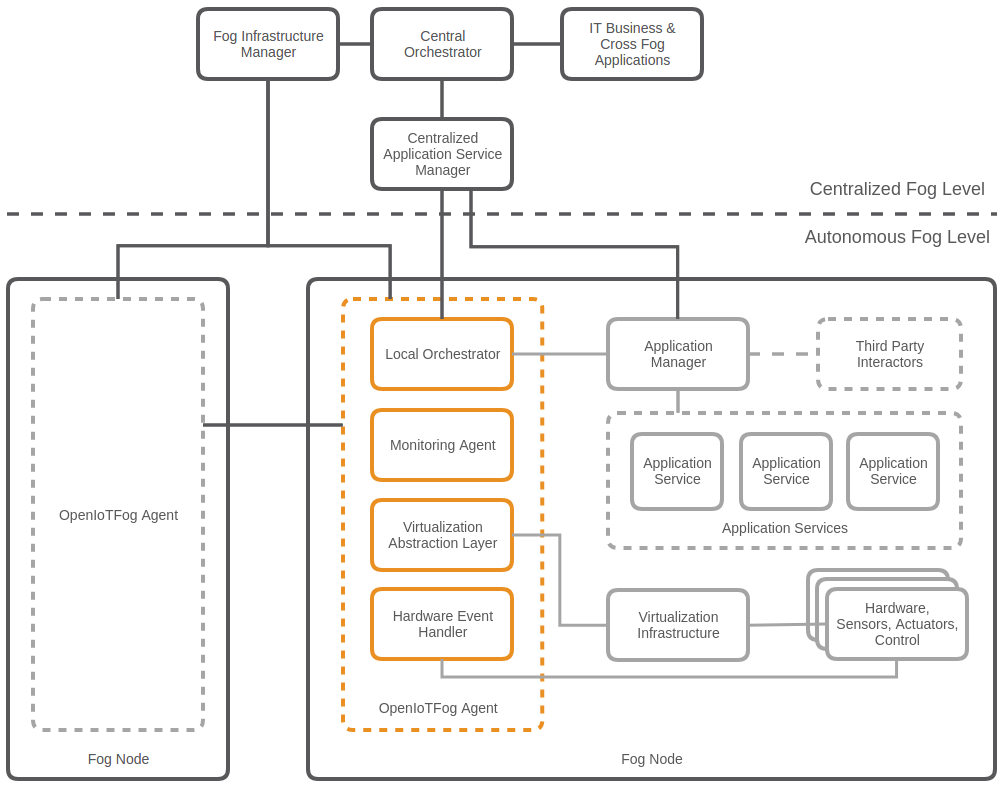 Fog Infrastructure
Manager
Central
Orchestrator
IT Business &
Cross Fog
Applications
Centralized
Application Service
Manager
Centralized Fog Level
Autonomous Fog Level
OpenIoTFog Agent
Fog Node
Local Orchestrator
Monitoring Agent
Virtualization
Abstraction Layer
Hardware Event
Handler
OpenIoTFog Agent
Application
Manager
Third Party
Interactors
Application
Service
Application
Service
Application
Service
Application Services
Virtualization
Infrastructure
Hardware,
Sensors, Actuators,
Control
Fog Node